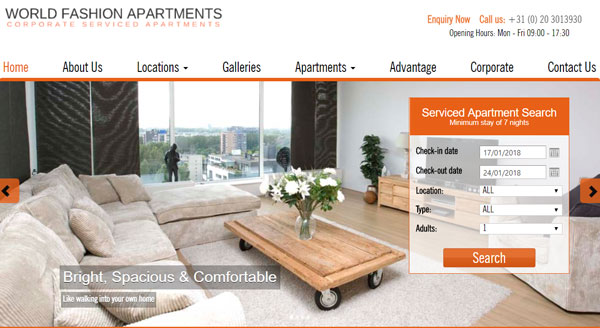 WORLD FASHION APARTMENTS
CORPORATE SERVICED APARTMENTS
Enquiry Now Call us: +31 (0) 20 3013930
Opening Hours: Mon - Fri 09:00 - 17:30
Home About Us Locations Galleries Apartments Advantage Corporate Contact Us
Serviced Apartment Search
Minimum stay of 7 nights
Check-in date 17/01/2018
Check-out date 24/01/2018
Location: ALL
Type: ALL
Adults: 1
Search
Bright, Spacious & Comfortable
Like walking into your own home